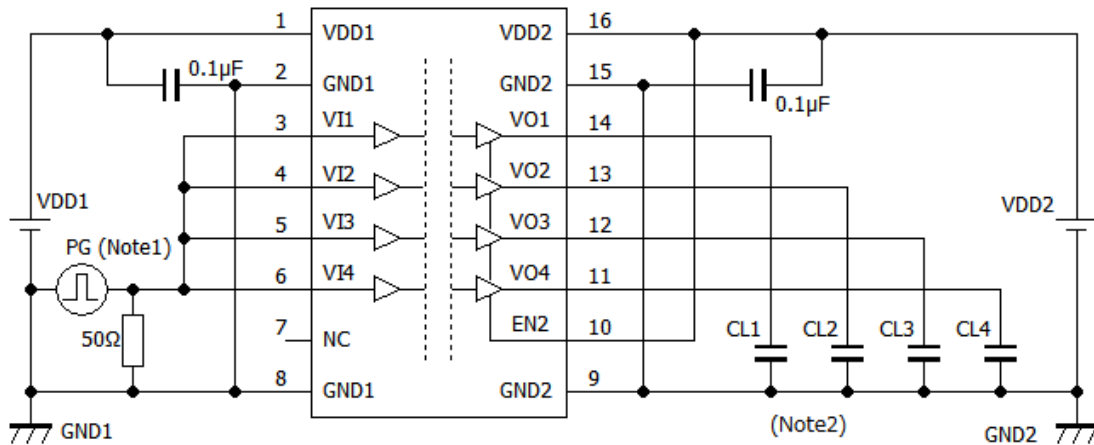 1 VDD1 VDD2 16
0.1µF
2 GND1 GND2 15
0.1µF
3 VI1 VO1 14
4 VI2 VO2 13
VDD1 VDD2
5 VI3 VO3 12
PG (Note1)
6 VI4 VO4 11
50Ω
7 NC EN2 10
CL1 CL2 CL3 CL4
8 GND1 GND2 9
GND1 (Note2) GND2